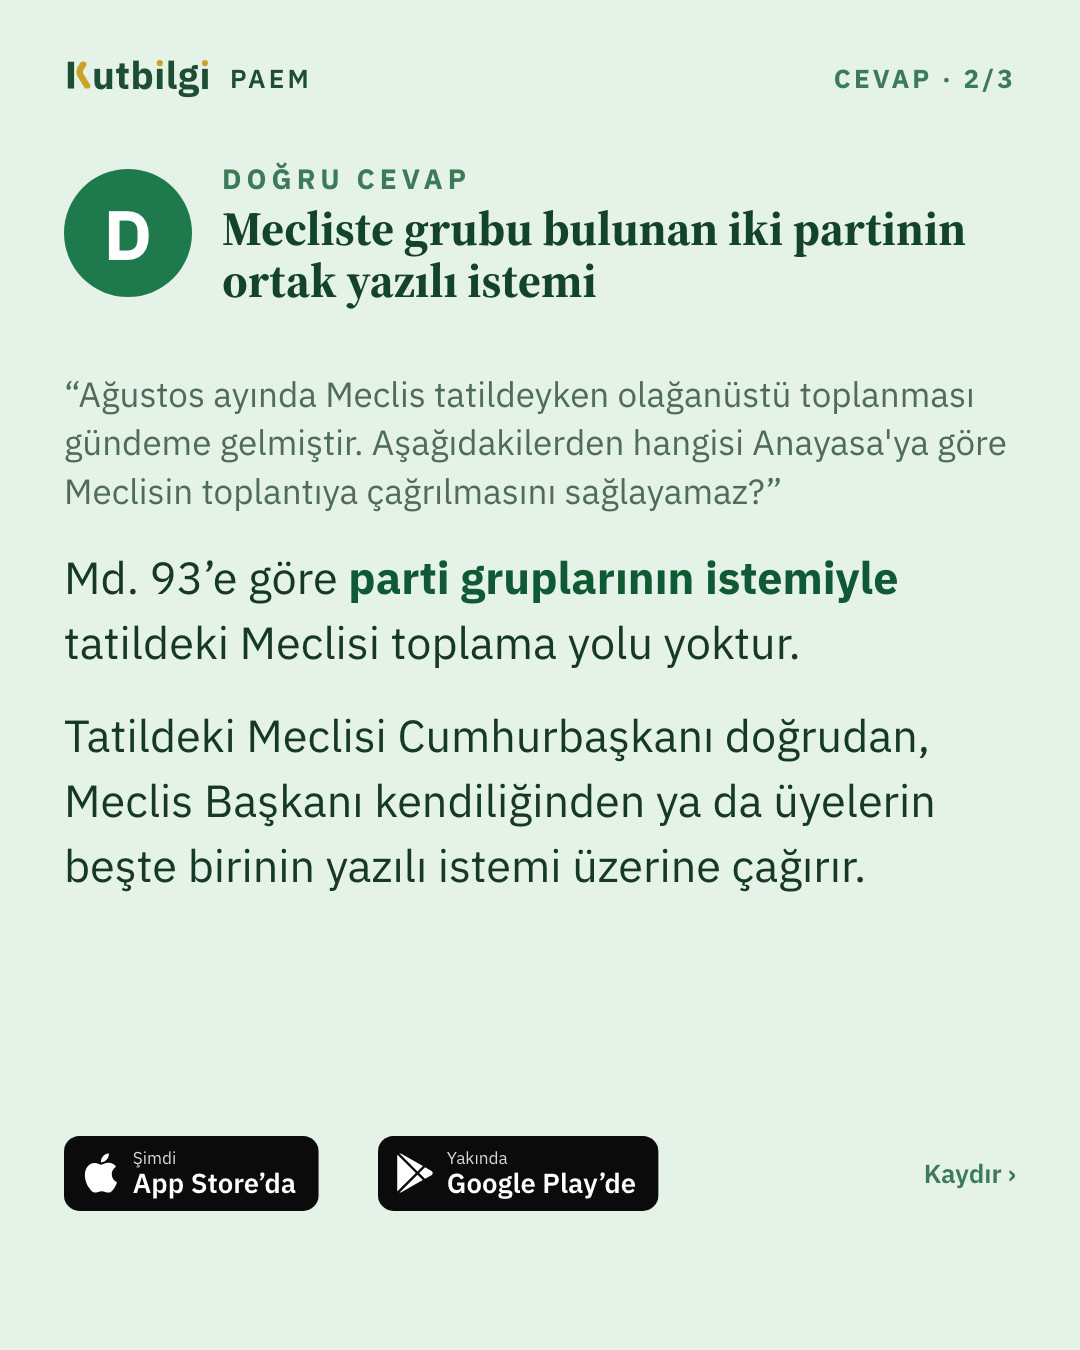 Kutbilgi PAEM
CEVAP · 2/3
D
DOĞRU CEVAP
Mecliste grubu bulunan iki partinin
ortak yazılı istemi
“Ağustos ayında Meclis tatildeyken olağanüstü toplanması
gündeme gelmiştir. Aşağıdakilerden hangisi Anayasa'ya göre
Meclisin toplantıya çağrılmasını sağlayamaz?”
Md. 93’e göre parti gruplarının istemiyle
tatildeki Meclisi toplama yolu yoktur.
Tatildeki Meclisi Cumhurbaşkanı doğrudan,
Meclis Başkanı kendiliğinden ya da üyelerin
beşte birinin yazılı istemi üzerine çağırır.
Şimdi
App Store’da
Yakında
Google Play’de
Kaydır ›